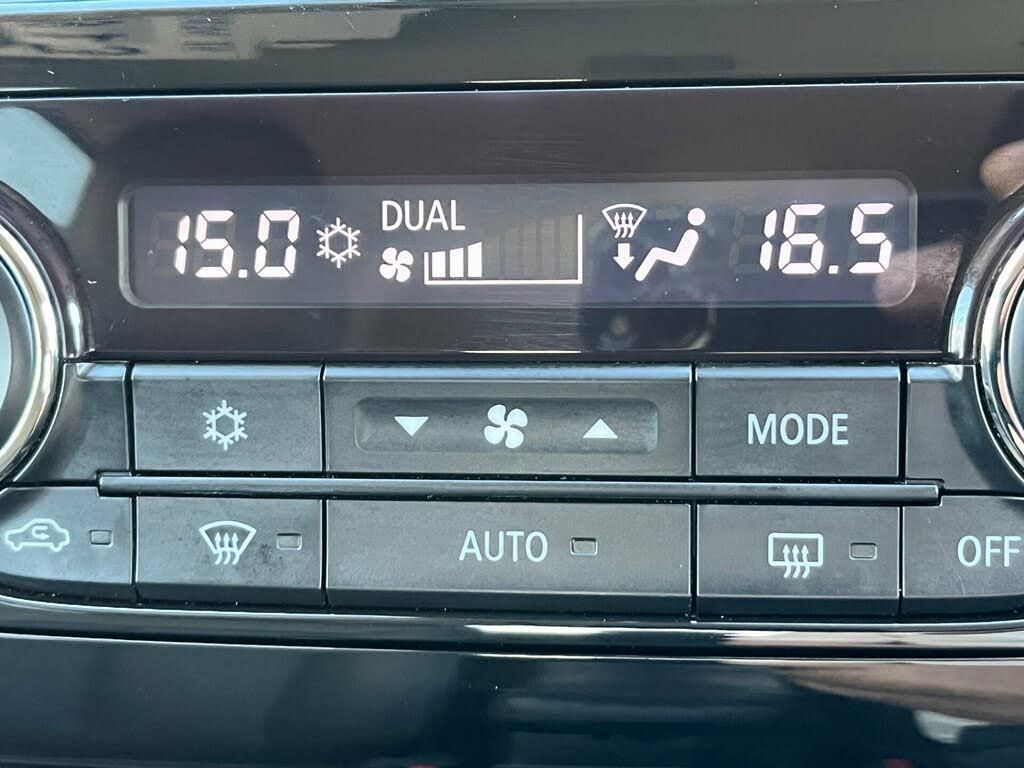 15.0 DUAL 16.5
MODE
AUTO OFF